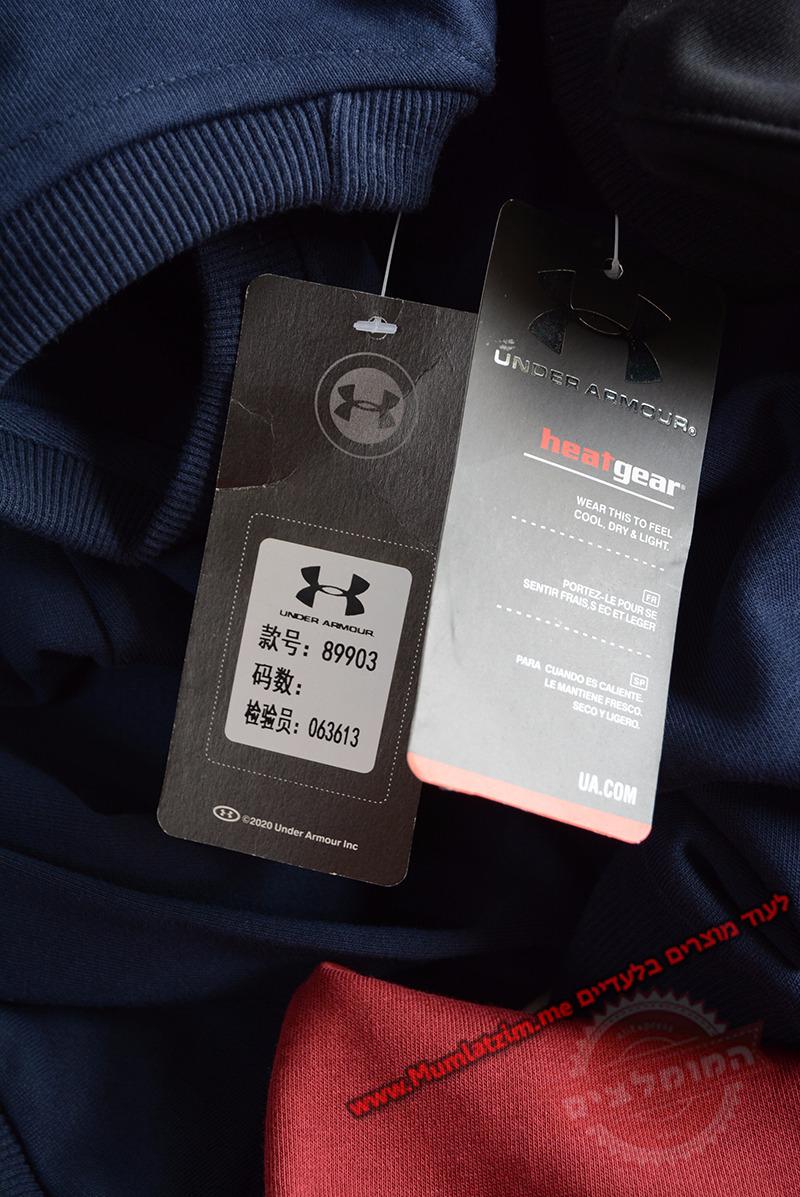 UNDER ARMOUR
款号: 89903
码数:
检验员: 063613
©2020 Under Armour Inc
UNDER ARMOUR®
heatgear®
WEAR THIS TO FEEL
COOL, DRY & LIGHT.
FR
PORTEZ-LE POUR SE
SENTIR FRAIS,S EC ET LEGER
SP
PARA CUANDO ES CALIENTE.
LE MANTIENE FRESCO.
SECO Y LIGERO.
UA.COM
לעוד מוצרים בלעדיים www.Mumlatzim.me
המומלצים